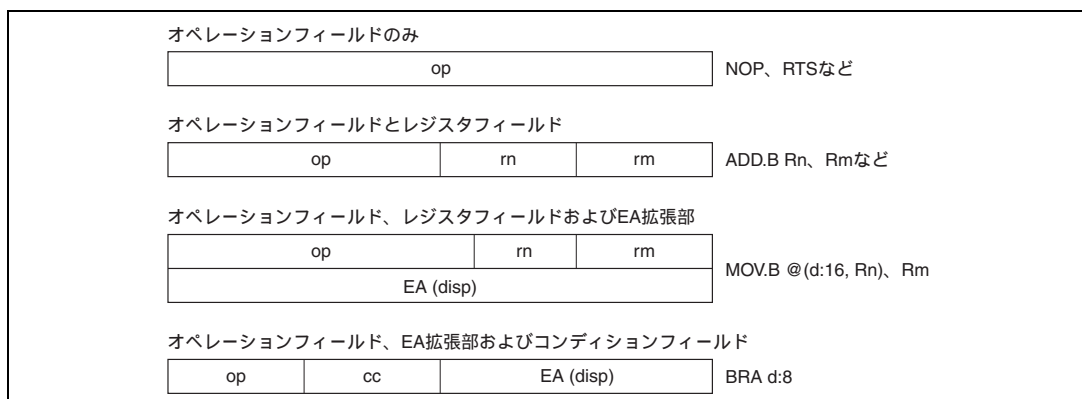 オペレーションフィールドのみ
op NOP、RTSなど
オペレーションフィールドとレジスタフィールド
op rn rm ADD.B Rn、Rmなど
オペレーションフィールド、レジスタフィールドおよびEA拡張部
op rn rm
MOV.B @(d:16, Rn)、Rm
EA (disp)
オペレーションフィールド、EA拡張部およびコンディションフィールド
op cc EA (disp) BRA d:8